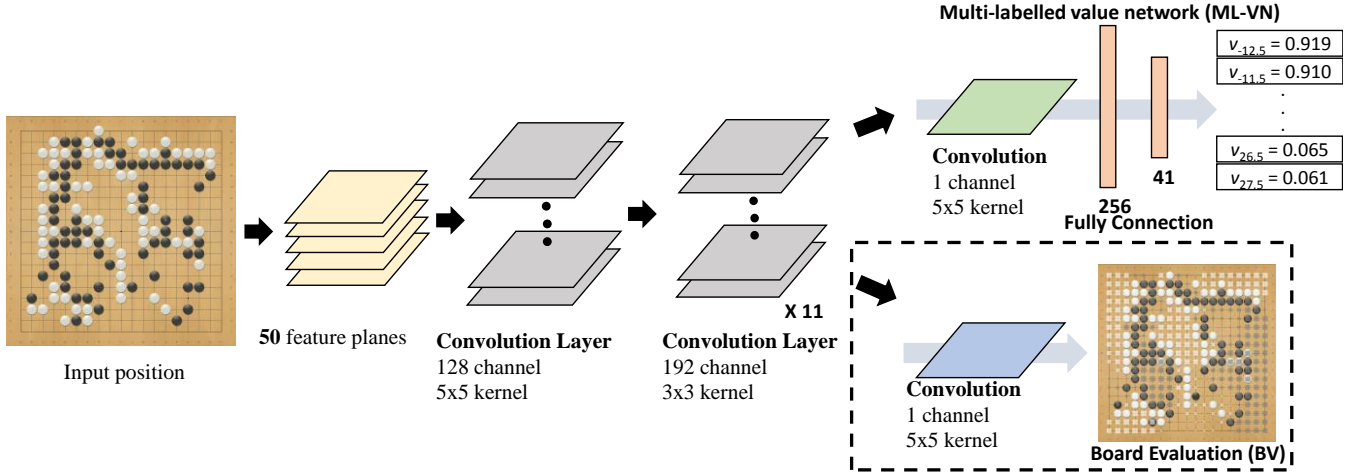 Multi-labelled value network (ML-VN)
v-12.5 = 0.919
v-11.5 = 0.910
.
.
.
v26.5 = 0.065
v27.5 = 0.061
Convolution
1 channel
5x5 kernel
256
41
Fully Connection
Input position
50 feature planes
Convolution Layer
128 channel
5x5 kernel
X 11
Convolution Layer
192 channel
3x3 kernel
Convolution
1 channel
5x5 kernel
Board Evaluation (BV)